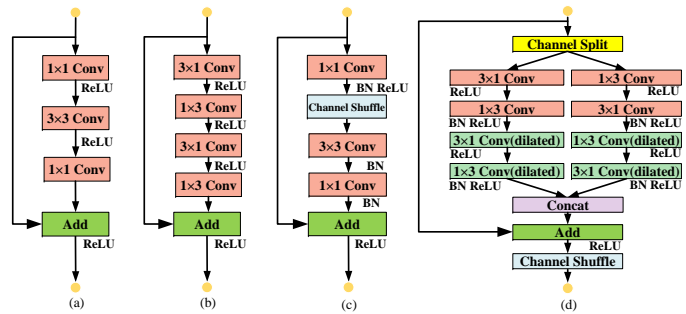 1×1 Conv
ReLU
3×3 Conv
ReLU
1×1 Conv
Add
ReLU
(a)
3×1 Conv
ReLU
1×3 Conv
ReLU
3×1 Conv
ReLU
1×3 Conv
Add
ReLU
(b)
1×1 Conv
BN ReLU
Channel Shuffle
3×3 Conv
BN
1×1 Conv
BN
Add
ReLU
(c)
Channel Split
3×1 Conv
ReLU
1×3 Conv
BN ReLU
3×1 Conv(dilated)
ReLU
1×3 Conv(dilated)
BN ReLU
1×3 Conv
ReLU
3×1 Conv
BN ReLU
1×3 Conv(dilated)
ReLU
3×1 Conv(dilated)
BN ReLU
Concat
Add
ReLU
Channel Shuffle
(d)